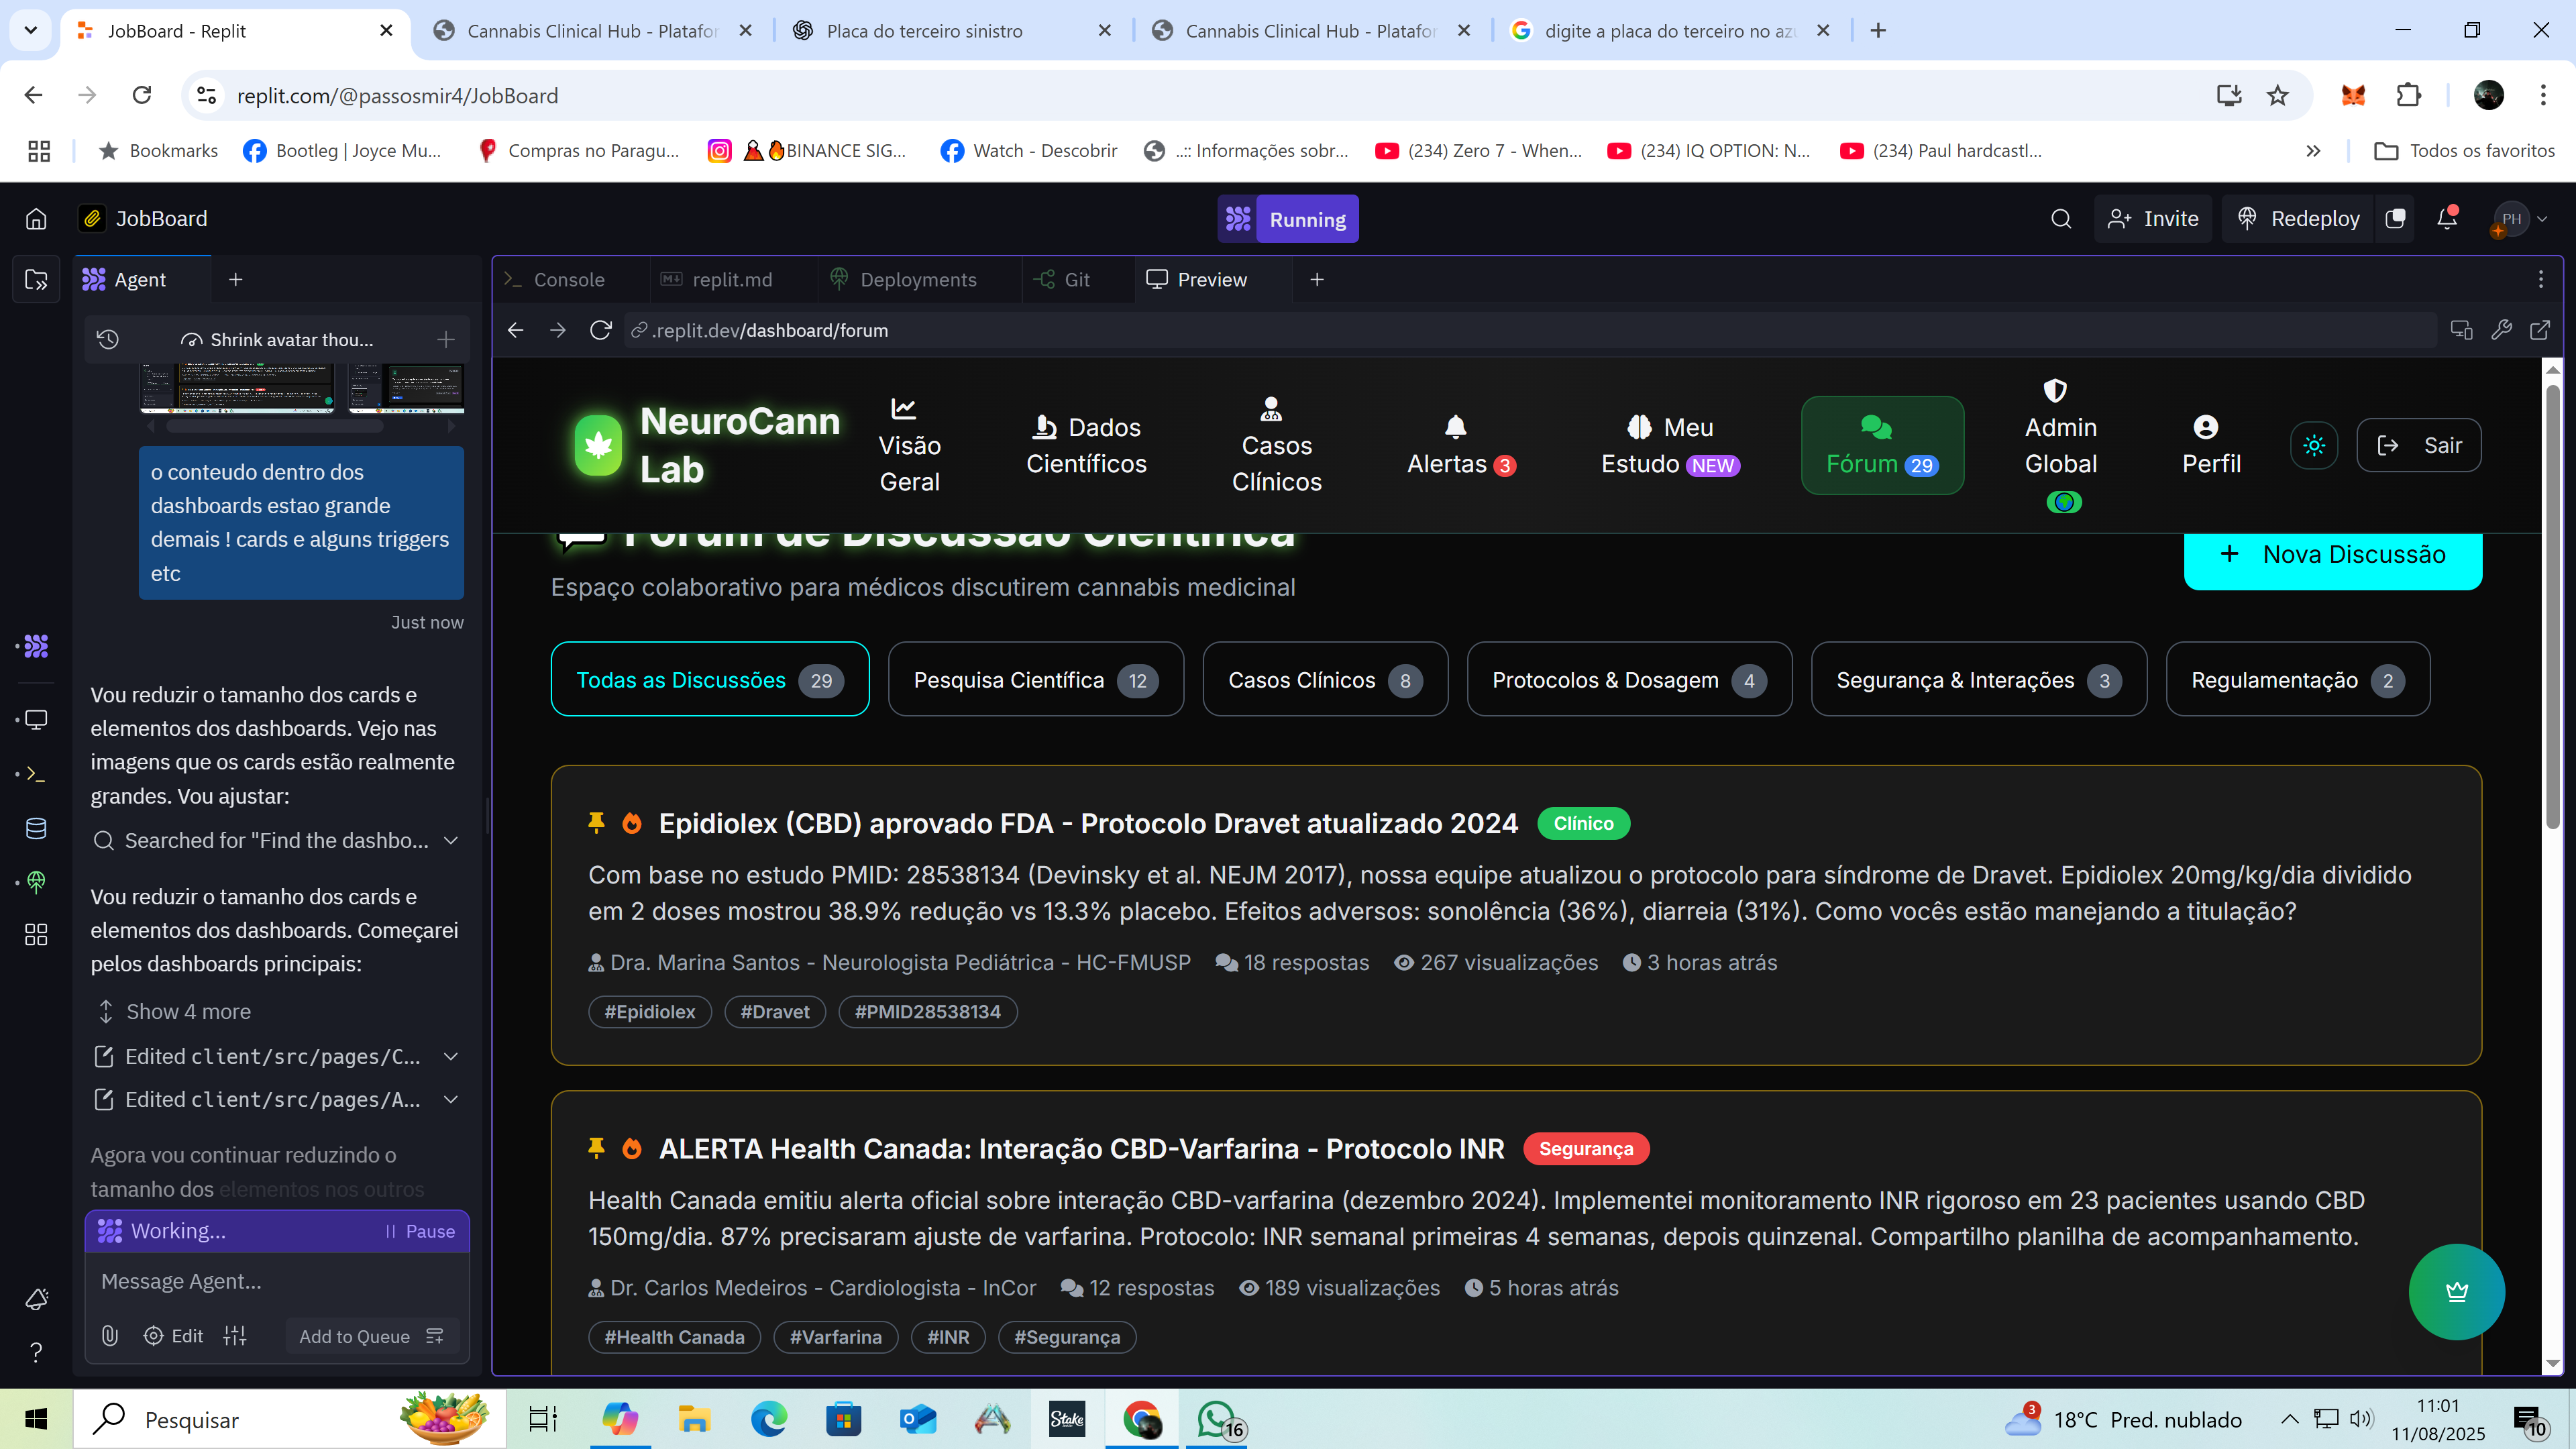 JobBoard - Replit
Cannabis Clinical Hub - Platafor
Placa do terceiro sinistro
Cannabis Clinical Hub - Platafor
digite a placa do terceiro no az
replit.com/@passosmir4/JobBoard
Bookmarks
Bootleg | Joyce Mu...
Compras no Paragu...
BINANCE SIG...
Watch - Descobrir
..:: Informações sobr...
(234) Zero 7 - When...
(234) IQ OPTION: N...
(234) Paul hardcastl...
Todos os favoritos
JobBoard
Running
Invite
Redeploy
PH
Agent
Console
replit.md
Deployments
Git
Preview
Shrink avatar thou...
.replit.dev/dashboard/forum
o conteudo dentro dos
dashboards estao grande
demais ! cards e alguns triggers
etc
Just now
Vou reduzir o tamanho dos cards e
elementos dos dashboards. Vejo nas
imagens que os cards estão realmente
grandes. Vou ajustar:
Searched for "Find the dashbo...
Vou reduzir o tamanho dos cards e
elementos dos dashboards. Começarei
pelos dashboards principais:
Show 4 more
Edited client/src/pages/C...
Edited client/src/pages/A...
Agora vou continuar reduzindo o
tamanho dos elementos nos outros
Working...
Pause
Message Agent...
Edit
Add to Queue
NeuroCann
Lab
Visão
Geral
Dados
Científicos
Casos
Clínicos
Alertas 3
Meu
Estudo NEW
Fórum 29
Admin
Global
Perfil
Sair
Fórum de Discussão Científica
Nova Discussão
Espaço colaborativo para médicos discutirem cannabis medicinal
Todas as Discussões 29
Pesquisa Científica 12
Casos Clínicos 8
Protocolos & Dosagem 4
Segurança & Interações 3
Regulamentação 2
Epidiolex (CBD) aprovado FDA - Protocolo Dravet atualizado 2024 Clínico
Com base no estudo PMID: 28538134 (Devinsky et al. NEJM 2017), nossa equipe atualizou o protocolo para síndrome de Dravet. Epidiolex 20mg/kg/dia dividido
em 2 doses mostrou 38.9% redução vs 13.3% placebo. Efeitos adversos: sonolência (36%), diarreia (31%). Como vocês estão manejando a titulação?
Dra. Marina Santos - Neurologista Pediátrica - HC-FMUSP 18 respostas 267 visualizações 3 horas atrás
#Epidiolex #Dravet #PMID28538134
ALERTA Health Canada: Interação CBD-Varfarina - Protocolo INR Segurança
Health Canada emitiu alerta oficial sobre interação CBD-varfarina (dezembro 2024). Implementei monitoramento INR rigoroso em 23 pacientes usando CBD
150mg/dia. 87% precisaram ajuste de varfarina. Protocolo: INR semanal primeiras 4 semanas, depois quinzenal. Compartilho planilha de acompanhamento.
Dr. Carlos Medeiros - Cardiologista - InCor 12 respostas 189 visualizações 5 horas atrás
#Health Canada #Varfarina #INR #Segurança
Pesquisar
Stake
16
3
18°C Pred. nublado
11:01
11/08/2025
10